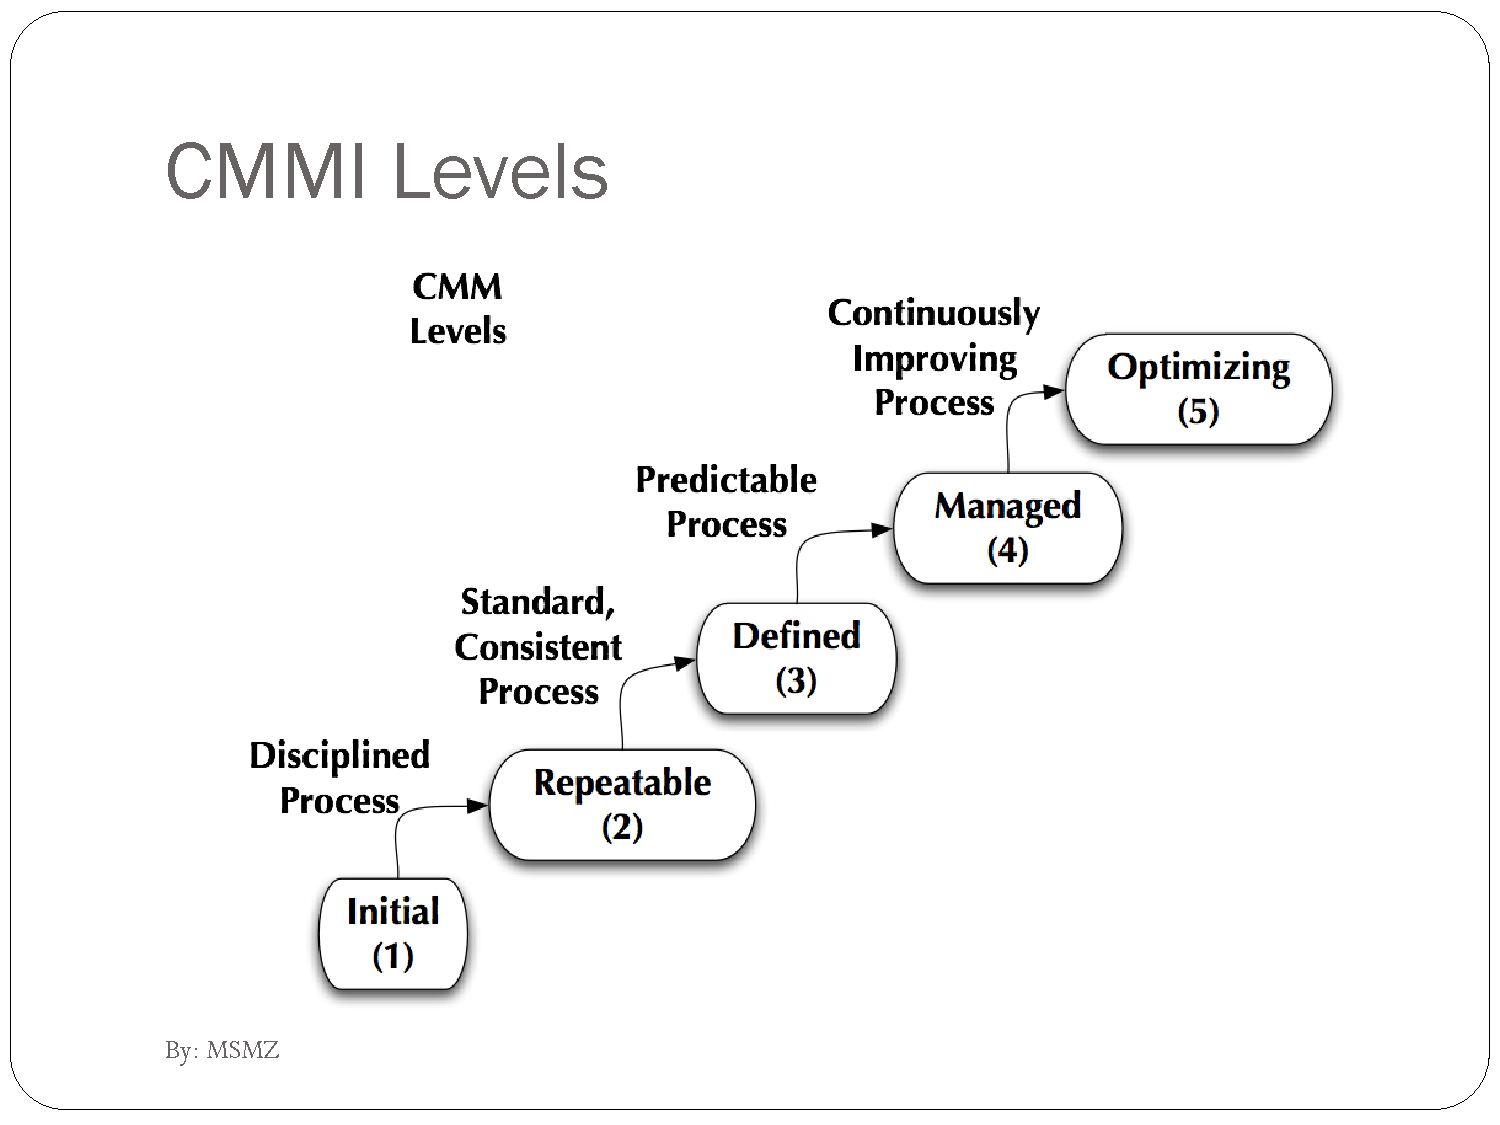 CMMI Levels
CMM
Levels
Continuously
Improving
Process
Optimizing
(5)
Predictable
Process
Managed
(4)
Standard,
Consistent
Process
Defined
(3)
Disciplined
Process
Repeatable
(2)
Initial
(1)
By: MSMZ